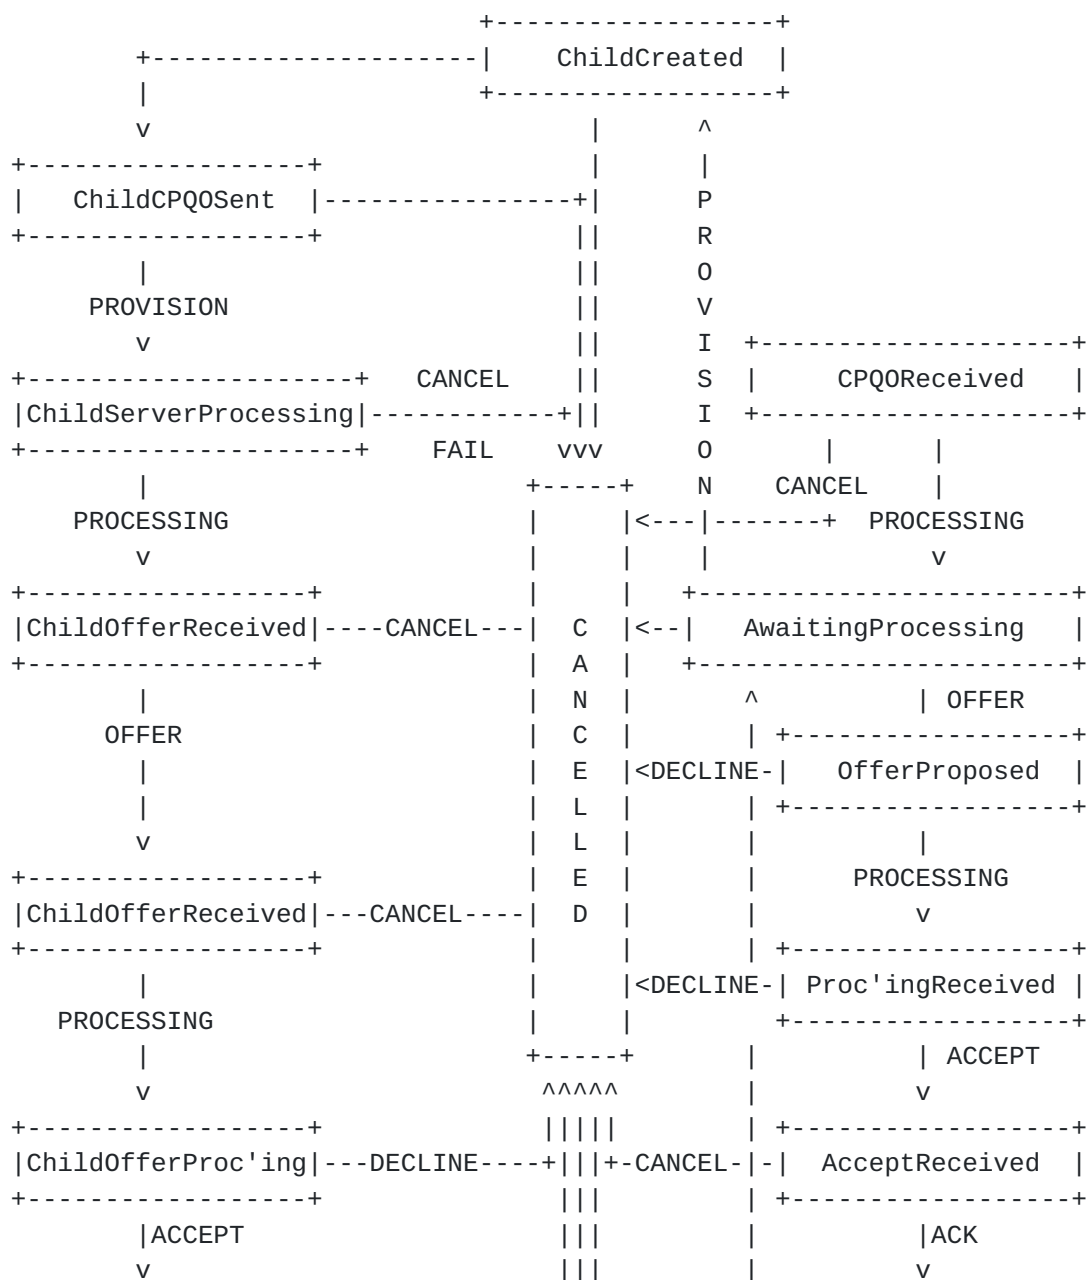 +------------------+
        +---------------------|    ChildCreated  |
        |                     +------------------+
        v                            |      ^
+------------------+                 |      |
|   ChildCPQOSent  |----------------+|      P
+------------------+                ||      R
        |                           ||      O
     PROVISION                      ||      V
        v                           ||      I  +--------------------+
+---------------------+   CANCEL    ||      S  |     CPQOReceived   |
|ChildServerProcessing|------------+||      I  +--------------------+
+---------------------+    FAIL    vvv      O       |      |
        |                        +-----+    N    CANCEL    |
    PROCESSING                   |     |<---|-------+  PROCESSING
        v                        |     |    |              v
+------------------+             |     |   +------------------------+
|ChildOfferReceived|----CANCEL---|  C  |<--|   AwaitingProcessing   |
+------------------+             |  A  |   +------------------------+
        |                        |  N  |       ^          | OFFER
      OFFER                      |  C  |       | +------------------+
        |                        |  E  |<DECLINE-|   OfferProposed  |
        |                        |  L  |       | +------------------+
        v                        |  L  |       |          |
+------------------+             |  E  |       |      PROCESSING
|ChildOfferReceived|---CANCEL----|  D  |       |          v
+------------------+             |     |       | +------------------+
        |                        |     |<DECLINE-| Proc'ingReceived |
   PROCESSING                    |     |         +------------------+
        |                        +-----+       |          | ACCEPT
        v                         ^^^^^        |          v
+------------------+              |||||        | +------------------+
|ChildOfferProc'ing|---DECLINE----+|||+-CANCEL-|-|  AcceptReceived  |
+------------------+               |||         | +------------------+
        |ACCEPT                    |||         |          |ACK
        v                          |||         |          v